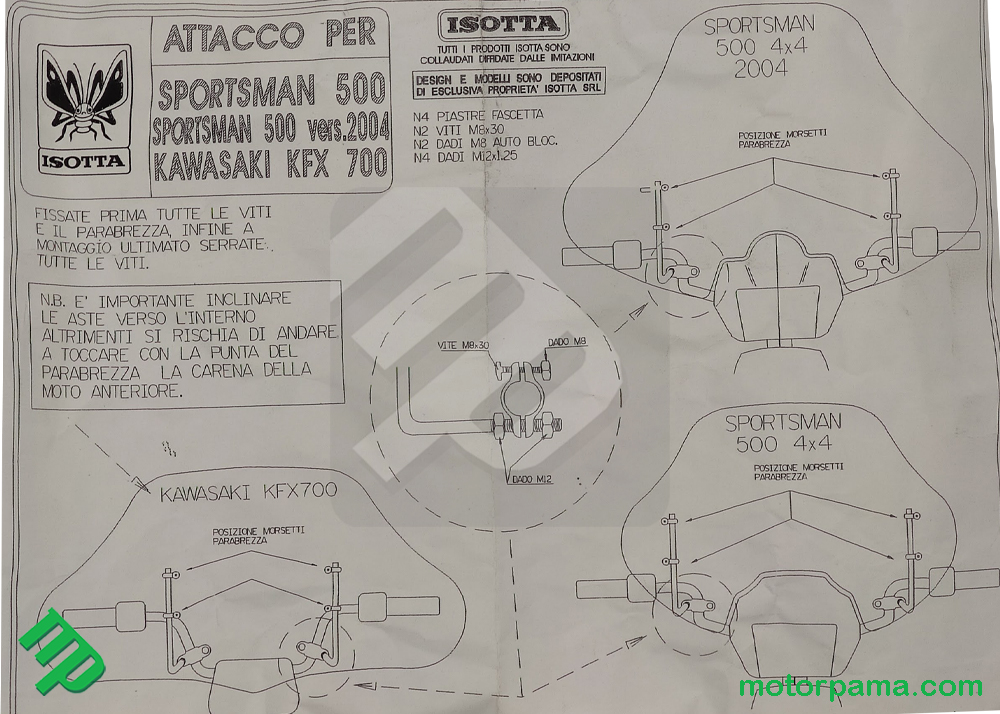 ISOTTA
ATTACCO PER
SPORTSMAN 500
SPORTSMAN 500 vers.2004
KAWASAKI KFX 700
ISOTTA
TUTTI I PRODOTTI ISOTTA SONO
COLLAUDATI DIFFIDATE DALLE IMITAZIONI
DESIGN E MODELLI SONO DEPOSITATI
DI ESCLUSIVA PROPRIETA' ISOTTA SRL
N4 PIASTRE FASCETTA
N2 VITI M8x30
N2 DADI M8 AUTO BLOC.
N4 DADI M12x1.25
FISSATE PRIMA TUTTE LE VITI
E IL PARABREZZA, INFINE A
MONTAGGIO ULTIMATO SERRATE
TUTTE LE VITI.
N.B. E' IMPORTANTE INCLINARE
LE ASTE VERSO L'INTERNO
ALTRIMENTI SI RISCHIA DI ANDARE
A TOCCARE CON LA PUNTA DEL
PARABREZZA LA CARENA DELLA
MOTO ANTERIORE.
SPORTSMAN
500 4x4
2004
POSIZIONE MORSETTI
PARABREZZA
VITE M8x30
DADO M8
DADO M12
SPORTSMAN
500 4x4
POSIZIONE MORSETTI
PARABREZZA
KAWASAKI KFX700
POSIZIONE MORSETTI
PARABREZZA
mp
motorpama.com